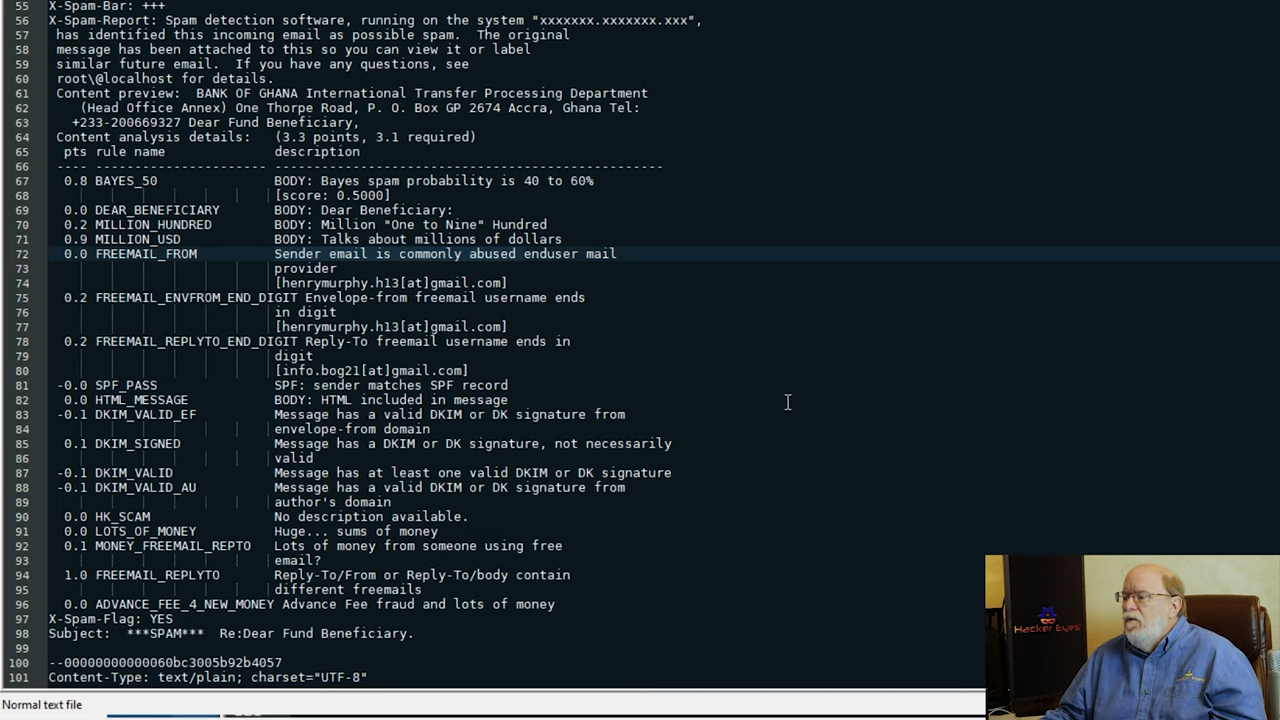 55 X-Spam-Bar: +++
56 X-Spam-Report: Spam detection software, running on the system "xxxxxxx.xxxxxxx.xxx",
57 has identified this incoming email as possible spam.  The original
58 message has been attached to this so you can view it or label
59 similar future email.  If you have any questions, see
60 root\@localhost for details.
61 Content preview:  BANK OF GHANA International Transfer Processing Department
62 (Head Office Annex) One Thorpe Road, P. O. Box GP 2674 Accra, Ghana Tel:
63 +233-200669327 Dear Fund Beneficiary,
64 Content analysis details:   (3.3 points, 3.1 required)
65 pts rule name              description
66 ---- ---------------------- --------------------------------------------------
67 0.8 BAYES_50               BODY: Bayes spam probability is 40 to 60%
68 [score: 0.5000]
69 0.0 DEAR_BENEFICIARY       BODY: Dear Beneficiary:
70 0.2 MILLION_HUNDRED        BODY: Million "One to Nine" Hundred
71 0.9 MILLION_USD            BODY: Talks about millions of dollars
72 0.0 FREEMAIL_FROM          Sender email is commonly abused enduser mail
73 provider
74 [henrymurphy.h13[at]gmail.com]
75 0.2 FREEMAIL_ENVFROM_END_DIGIT Envelope-from freemail username ends
76 in digit
77 [henrymurphy.h13[at]gmail.com]
78 0.2 FREEMAIL_REPLYTO_END_DIGIT Reply-To freemail username ends in
79 digit
80 [info.bog21[at]gmail.com]
81 -0.0 SPF_PASS               SPF: sender matches SPF record
82 0.0 HTML_MESSAGE           BODY: HTML included in message
83 -0.1 DKIM_VALID_EF          Message has a valid DKIM or DK signature from
84 envelope-from domain
85 0.1 DKIM_SIGNED            Message has a DKIM or DK signature, not necessarily
86 valid
87 -0.1 DKIM_VALID             Message has at least one valid DKIM or DK signature
88 -0.1 DKIM_VALID_AU          Message has a valid DKIM or DK signature from
89 author's domain
90 0.0 HK_SCAM                No description available.
91 0.0 LOTS_OF_MONEY          Huge... sums of money
92 0.1 MONEY_FREEMAIL_REPTO   Lots of money from someone using free
93 email?
94 1.0 FREEMAIL_REPLYTO       Reply-To/From or Reply-To/body contain
95 different freemails
96 0.0 ADVANCE_FEE_4_NEW_MONEY Advance Fee fraud and lots of money
97 X-Spam-Flag: YES
98 Subject:  ***SPAM***  Re:Dear Fund Beneficiary.
99
100 --00000000000060bc3005b92b4057
101 Content-Type: text/plain; charset="UTF-8"
Normal text file
Hacker Eyes